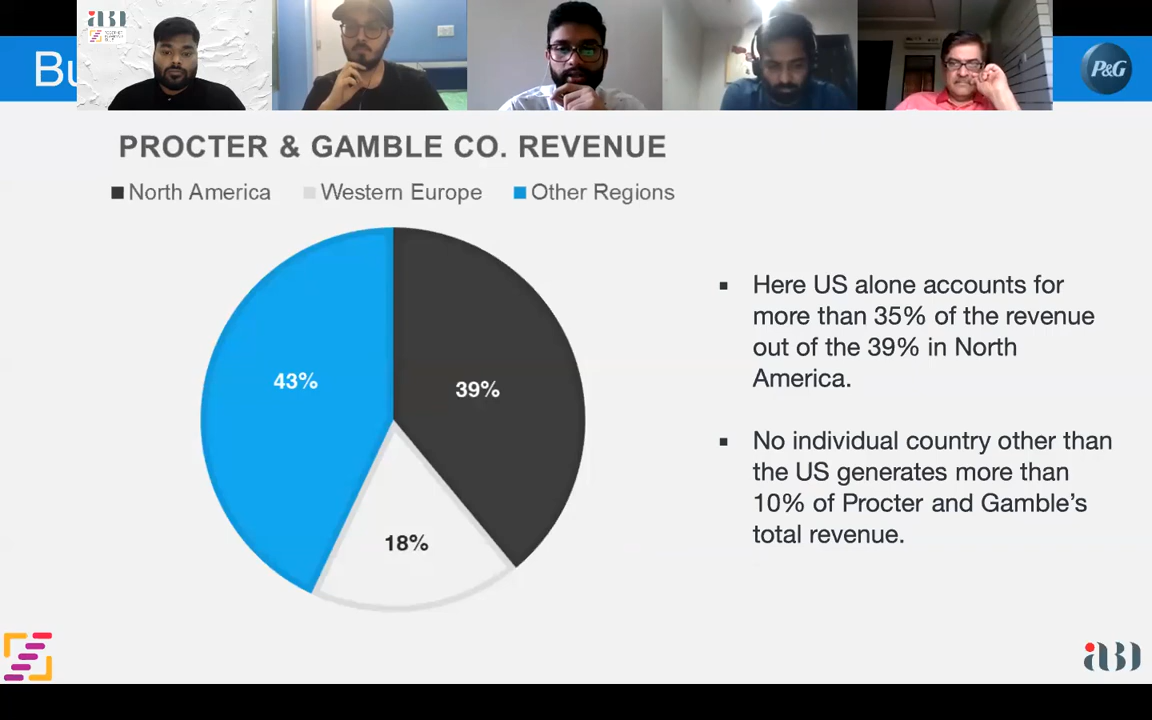 iabi
Bu
P&G
PROCTER & GAMBLE CO. REVENUE
North America Western Europe Other Regions
43%
39%
18%
▪ Here US alone accounts for
more than 35% of the revenue
out of the 39% in North
America.
▪ No individual country other than
the US generates more than
10% of Procter and Gamble’s
total revenue.
iabi